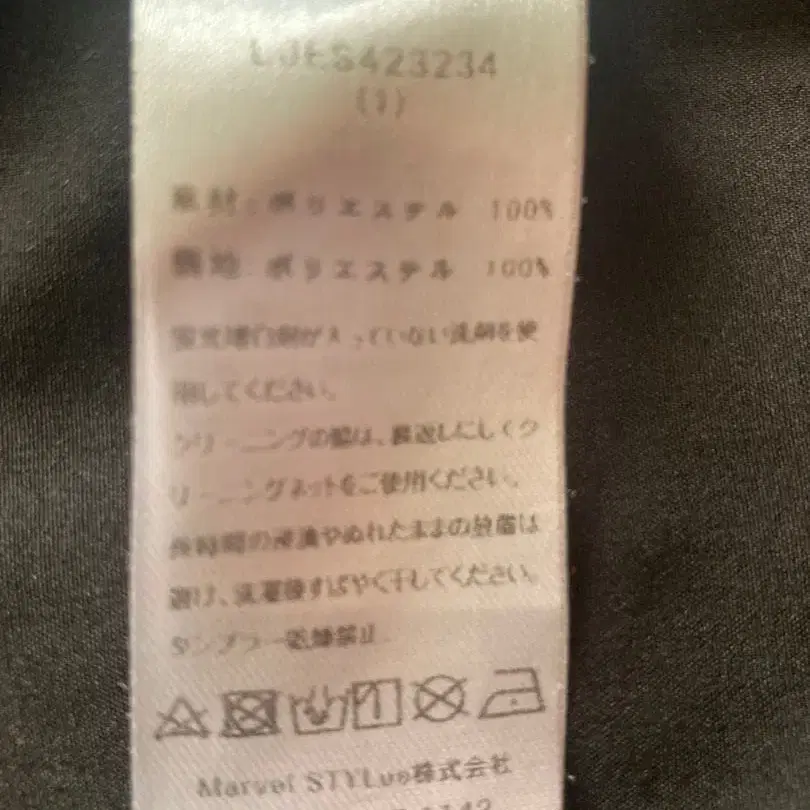 S423234
(1)
素材:ポリエステル 100%
裏地:ポリエステル 100%
蛍光増白剤が入っていない洗剤を使
用してください。
クリーニングの際は、裏返しにしてク
リーニングネットをご使用ください。
長時間の浸漬やぬれたままの放置は
避け、洗濯後すばやく干してください。
タンブラー乾燥禁止
Marvel STYLue株式会社